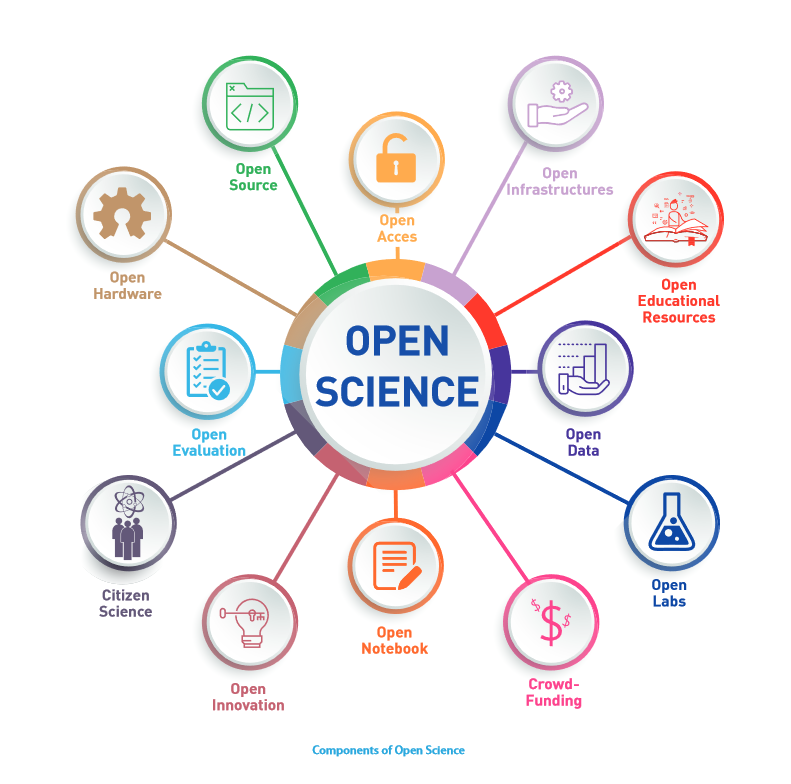 Open
Source
Open
Acces
Open
Infrastructures
Open
Hardware
Open
Educational
Resources
OPEN
SCIENCE
Open
Evaluation
Open
Data
Citizen
Science
Open
Labs
Open
Notebook
Open
Innovation
Crowd-
Funding
Components of Open Science